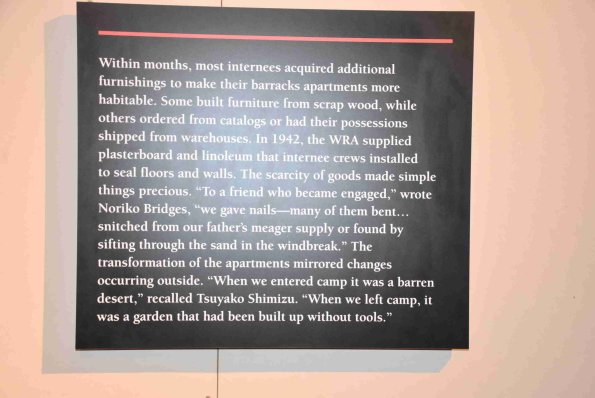 Within months, most internees acquired additional
furnishings to make their barracks apartments more
habitable. Some built furniture from scrap wood, while
others ordered from catalogs or had their possessions
shipped from warehouses. In 1942, the WRA supplied
plasterboard and linoleum that internee crews installed
to seal floors and walls. The scarcity of goods made simple
things precious. “To a friend who became engaged,” wrote
Noriko Bridges, “we gave nails—many of them bent…
snitched from our father’s meager supply or found by
sifting through the sand in the windbreak.” The
transformation of the apartments mirrored changes
occurring outside. “When we entered camp it was a barren
desert,” recalled Tsuyako Shimizu. “When we left camp, it
was a garden that had been built up without tools.”